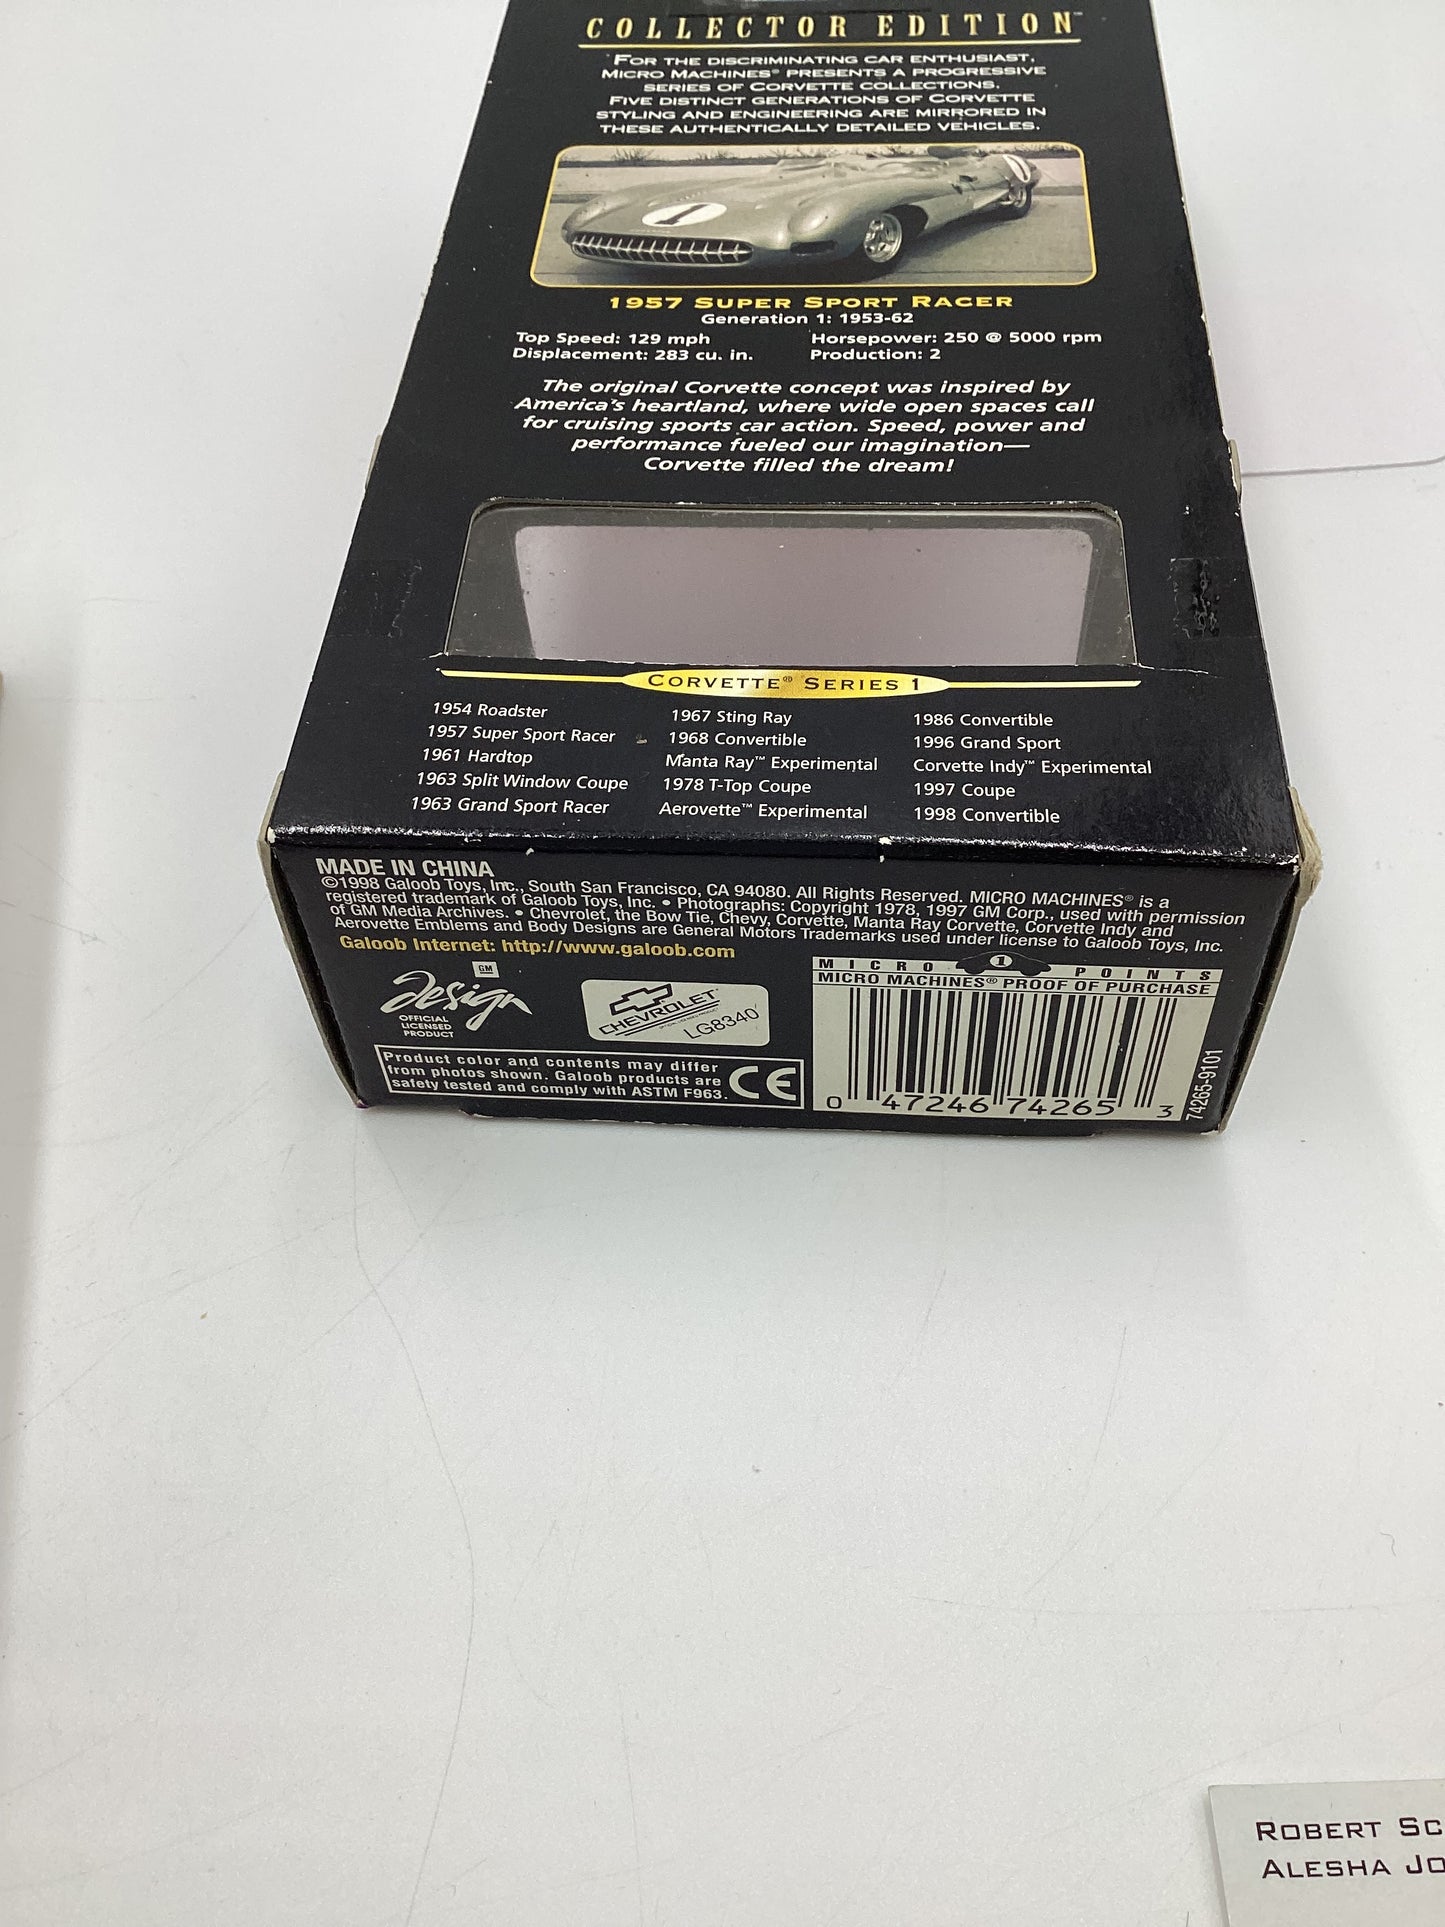 COLLECTOR EDITION™
FOR THE DISCRIMINATING CAR ENTHUSIAST,
MICRO MACHINES® PRESENTS A PROGRESSIVE
SERIES OF CORVETTE COLLECTIONS.
FIVE DISTINCT GENERATIONS OF CORVETTE
STYLING AND ENGINEERING ARE MIRRORED IN
THESE AUTHENTICALLY DETAILED VEHICLES.
1
1957 SUPER SPORT RACER
Generation 1: 1953-62
Top Speed: 129 mph Horsepower: 250 @ 5000 rpm
Displacement: 283 cu. in. Production: 2
The original Corvette concept was inspired by
America's heartland, where wide open spaces call
for cruising sports car action. Speed, power and
performance fueled our imagination—
Corvette filled the dream!
CORVETTE® SERIES 1
1954 Roadster
1957 Super Sport Racer
1961 Hardtop
1963 Split Window Coupe
1963 Grand Sport Racer
1967 Sting Ray
1968 Convertible
Manta Ray™ Experimental
1978 T-Top Coupe
Aerovette™ Experimental
1986 Convertible
1996 Grand Sport
Corvette Indy™ Experimental
1997 Coupe
1998 Convertible
MADE IN CHINA
©1998 Galoob Toys, Inc., South San Francisco, CA 94080. All Rights Reserved. MICRO MACHINES® is a
registered trademark of Galoob Toys, Inc. • Photographs: Copyright 1978, 1997 GM Corp., used with permission
of GM Media Archives. • Chevrolet, the Bow Tie, Chevy, Corvette, Manta Ray Corvette, Corvette Indy and
Aerovette Emblems and Body Designs are General Motors Trademarks used under license to Galoob Toys, Inc.
Galoob Internet: http://www.galoob.com
GM
design
OFFICIAL
LICENSED
PRODUCT
CHEVROLET
LG8340
Product color and contents may differ
from photos shown. Galoob products are
safety tested and comply with ASTM F963.
CE
MICRO 1 POINTS
MICRO MACHINES® PROOF OF PURCHASE
0 47246 74265 3
74265-9101
ROBERT SC
ALESHA JO